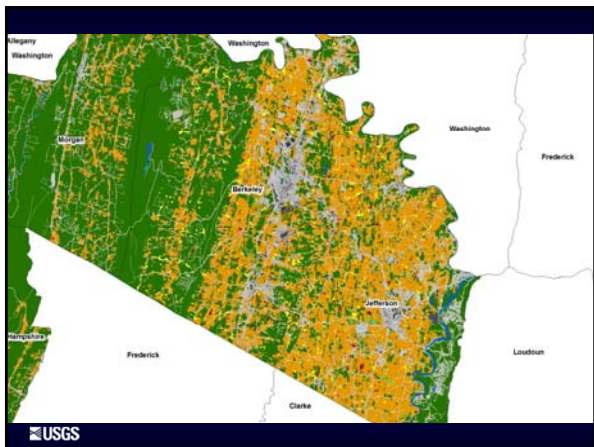 Allegany
Washington
Washington
Morgan
Washington
Frederick
Berkeley
Jefferson
Hampshire
Frederick
Loudoun
Clarke
USGS